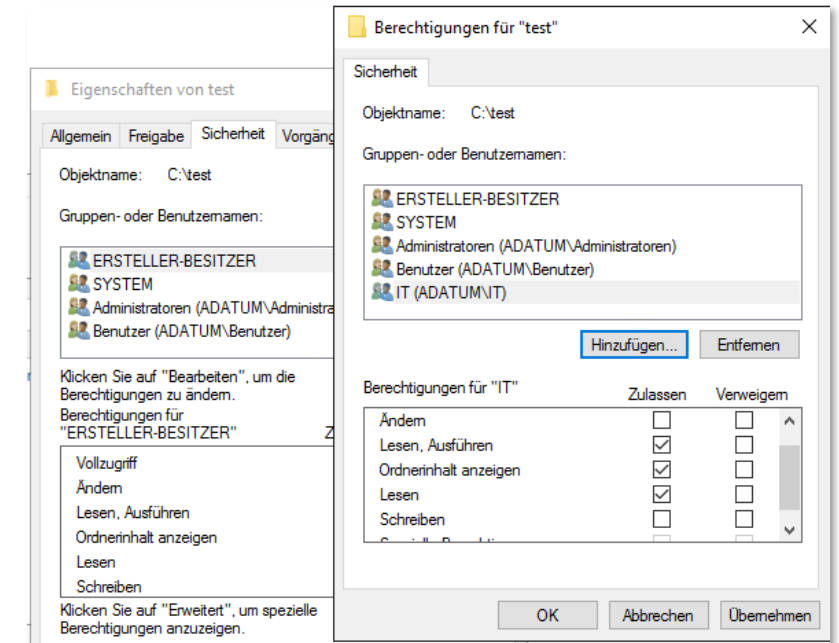 Eigenschaften von test
Allgemein Freigabe Sicherheit Vorgäng
Objektname: C:\test
Gruppen- oder Benutzernamen:
ERSTELLER-BESITZER
SYSTEM
Administratoren (ADATUM\Administra
Benutzer (ADATUM\Benutzer)
Klicken Sie auf "Bearbeiten", um die
Berechtigungen zu ändern.
Berechtigungen für
"ERSTELLER-BESITZER" Z
Vollzugriff
Ändern
Lesen, Ausführen
Ordnerinhalt anzeigen
Lesen
Schreiben
Klicken Sie auf "Erweitert", um spezielle
Berechtigungen anzuzeigen.
Berechtigungen für "test"
Sicherheit
Objektname: C:\test
Gruppen- oder Benutzernamen:
ERSTELLER-BESITZER
SYSTEM
Administratoren (ADATUM\Administratoren)
Benutzer (ADATUM\Benutzer)
IT (ADATUM\IT)
Hinzufügen... Entfernen
Berechtigungen für "IT" Zulassen Verweigern
Ändern
Lesen, Ausführen
Ordnerinhalt anzeigen
Lesen
Schreiben
OK Abbrechen Übernehmen